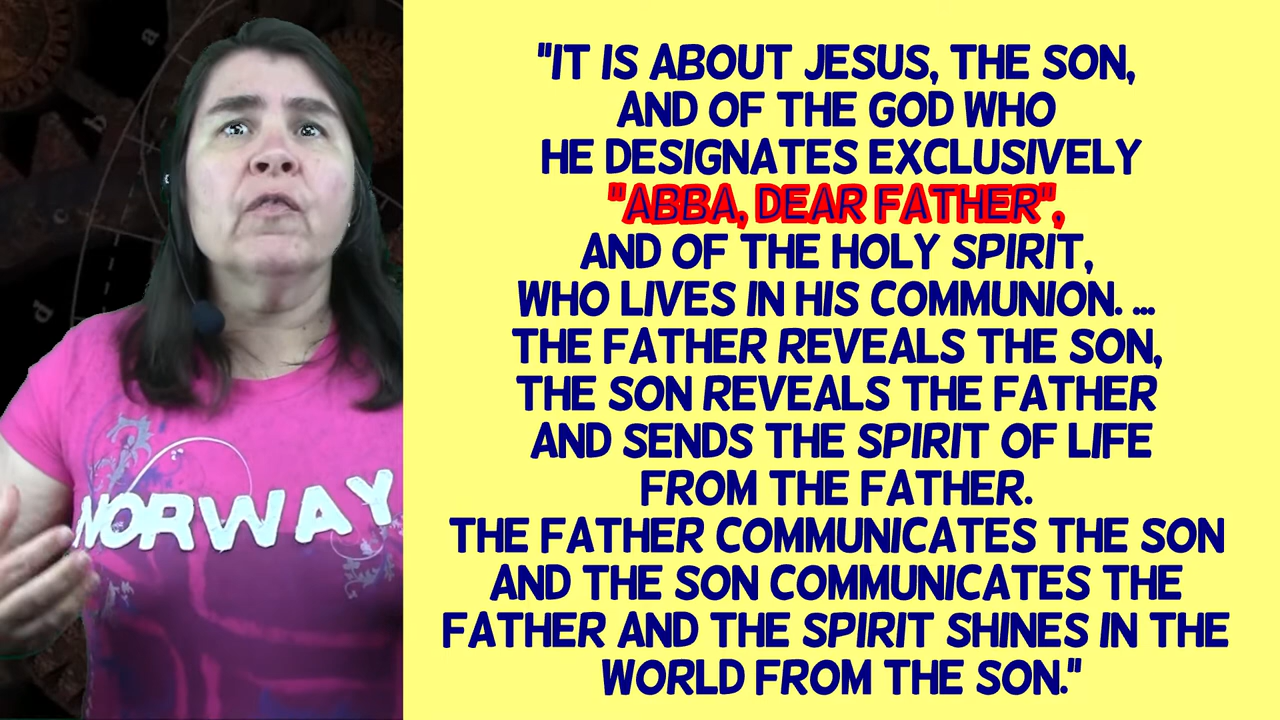 NORWAY
"IT IS ABOUT JESUS, THE SON,
AND OF THE GOD WHO
HE DESIGNATES EXCLUSIVELY
"ABBA, DEAR FATHER",
AND OF THE HOLY SPIRIT,
WHO LIVES IN HIS COMMUNION. ...
THE FATHER REVEALS THE SON,
THE SON REVEALS THE FATHER
AND SENDS THE SPIRIT OF LIFE
FROM THE FATHER.
THE FATHER COMMUNICATES THE SON
AND THE SON COMMUNICATES THE
FATHER AND THE SPIRIT SHINES IN THE
WORLD FROM THE SON."